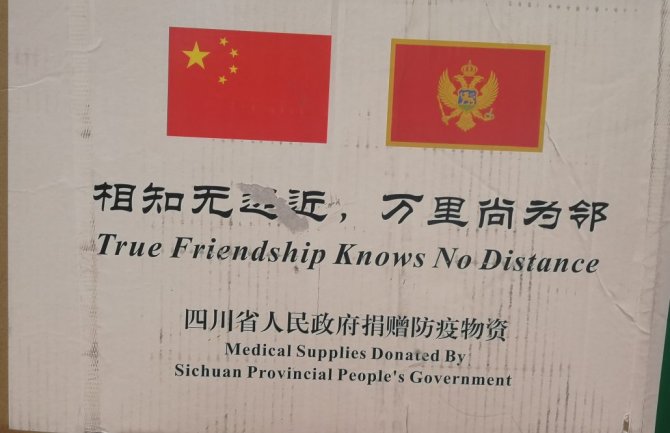 相知无远近，万里尚为邻
True Friendship Knows No Distance
四川省人民政府捐赠防疫物资
Medical Supplies Donated By
Sichuan Provincial People's Government